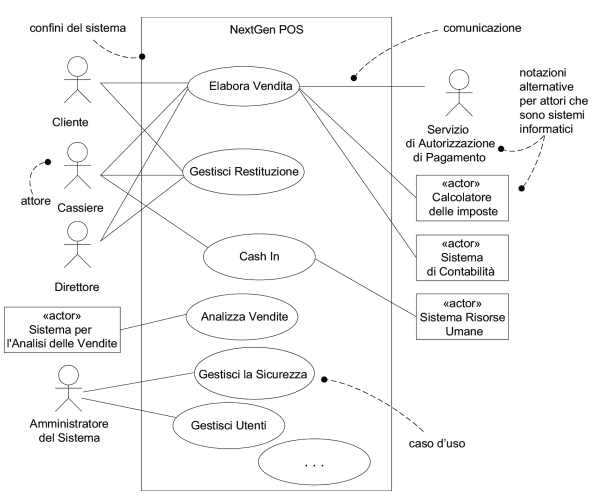 confini del sistema
NextGen POS
comunicazione
Elabora Vendita
notazioni
alternative
per attori che
sono sistemi
informatici
Cliente
Servizio
di Autorizzazione
di Pagamento
Gestisci Restituzione
attore
Cassiere
«actor»
Calcolatore
delle imposte
Cash In
«actor»
Sistema
di Contabilità
Direttore
«actor»
Sistema per
l'Analisi delle Vendite
Analizza Vendite
«actor»
Sistema Risorse
Umane
Gestisci la Sicurezza
Amministratore
del Sistema
Gestisci Utenti
caso d'uso
. . .